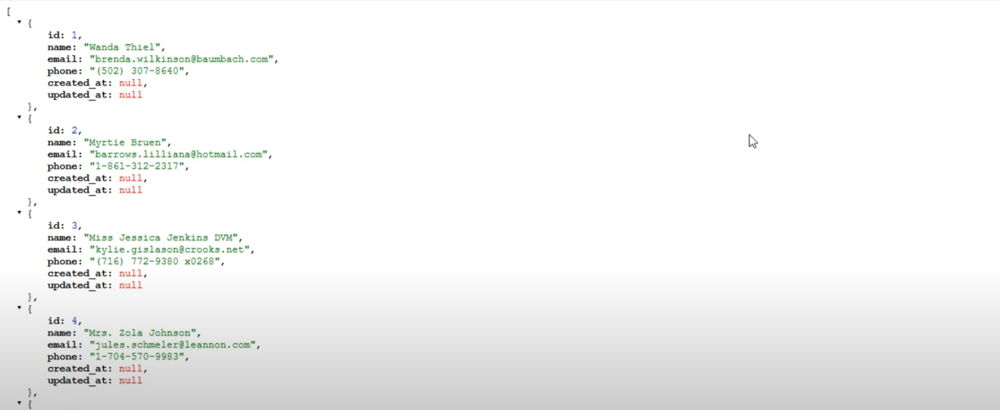 [
{
id: 1,
name: "Wanda Thiel",
email: "brenda.wilkinson@baumbach.com",
phone: "(502) 307-8640",
created_at: null,
updated_at: null
},
{
id: 2,
name: "Myrtie Bruen",
email: "barrows.lilliana@hotmail.com",
phone: "1-861-312-2317",
created_at: null,
updated_at: null
},
{
id: 3,
name: "Miss Jessica Jenkins DVM",
email: "kylie.gislason@crooks.net",
phone: "(716) 772-9380 x0268",
created_at: null,
updated_at: null
},
{
id: 4,
name: "Mrs. Zola Johnson",
email: "jules.schmeler@leannon.com",
phone: "1-704-570-9983",
created_at: null,
updated_at: null
},
{